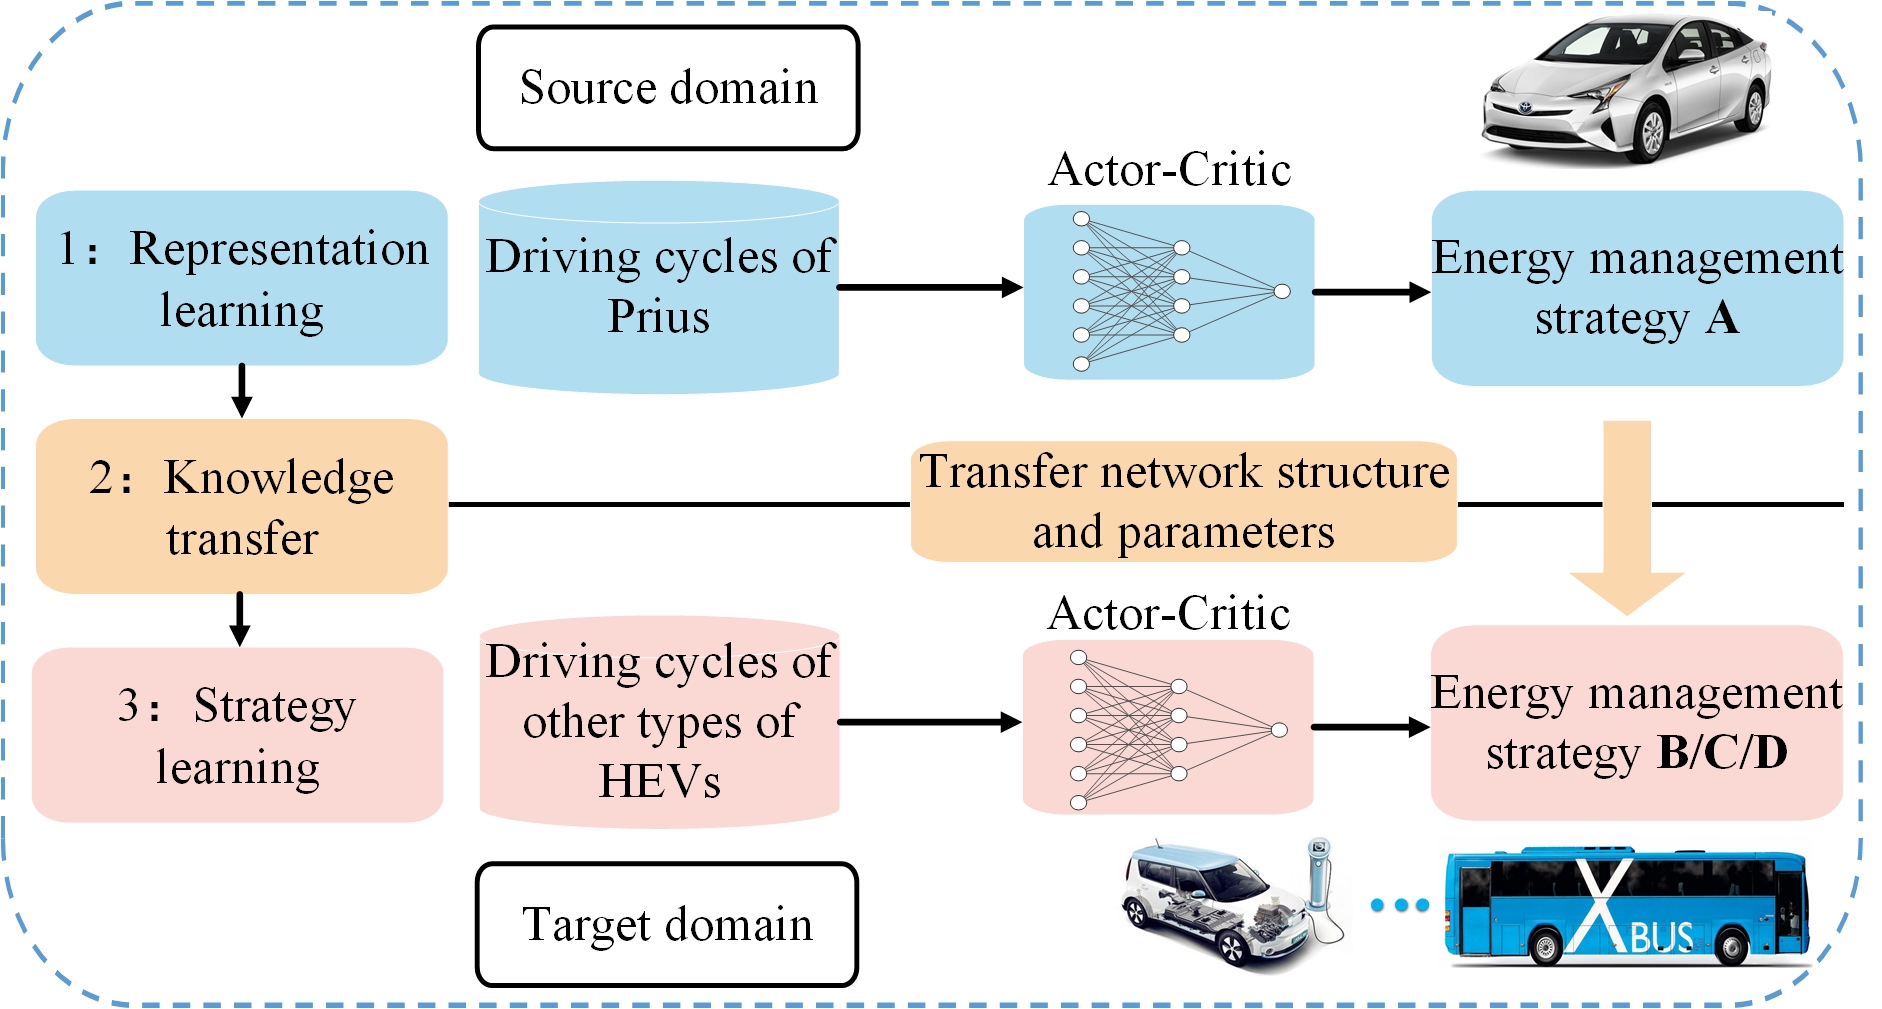 Source domain
Actor-Critic
1：Representation
learning
Driving cycles of
Prius
Energy management
strategy A
2：Knowledge
transfer
Transfer network structure
and parameters
Actor-Critic
3：Strategy
learning
Driving cycles of
other types of
HEVs
Energy management
strategy B/C/D
Target domain
XBUS